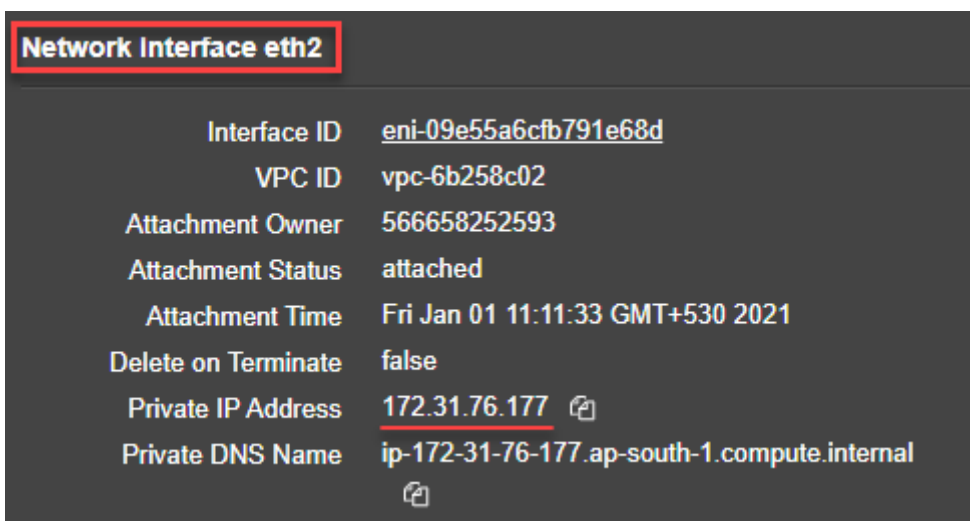 Network Interface eth2
Interface ID eni-09e55a6cfb791e68d
VPC ID vpc-6b258c02
Attachment Owner 566658252593
Attachment Status attached
Attachment Time Fri Jan 01 11:11:33 GMT+530 2021
Delete on Terminate false
Private IP Address 172.31.76.177
Private DNS Name ip-172-31-76-177.ap-south-1.compute.internal